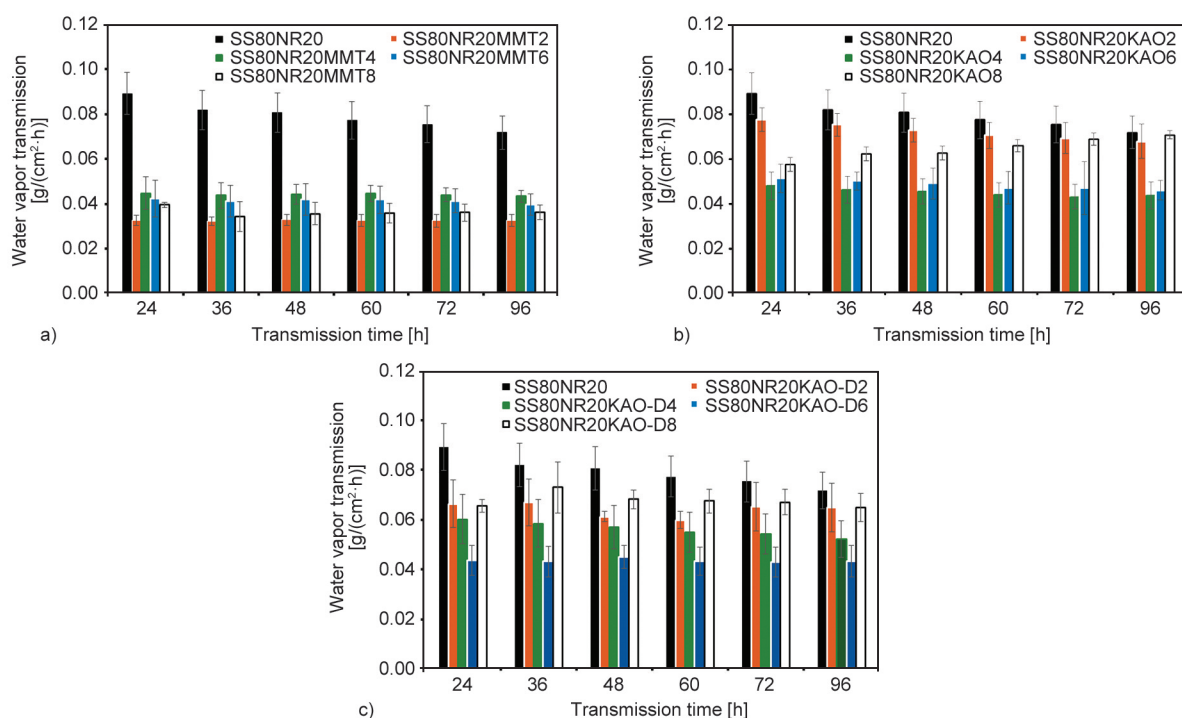 0.12
0.10
0.08
0.06
0.04
0.02
0.00
Water vapor transmission
[g/(cm²·h)]
SS80NR20 SS80NR20MMT2
SS80NR20MMT4 SS80NR20MMT6
SS80NR20MMT8
24 36 48 60 72 96
Transmission time [h]
a)
0.12
0.10
0.08
0.06
0.04
0.02
0.00
Water vapor transmission
[g/(cm²·h)]
SS80NR20 SS80NR20KAO2
SS80NR20KAO4 SS80NR20KAO6
SS80NR20KAO8
24 36 48 60 72 96
Transmission time [h]
b)
0.12
0.10
0.08
0.06
0.04
0.02
0.00
Water vapor transmission
[g/(cm²·h)]
SS80NR20 SS80NR20KAO-D2
SS80NR20KAO-D4 SS80NR20KAO-D6
SS80NR20KAO-D8
24 36 48 60 72 96
Transmission time [h]
c)